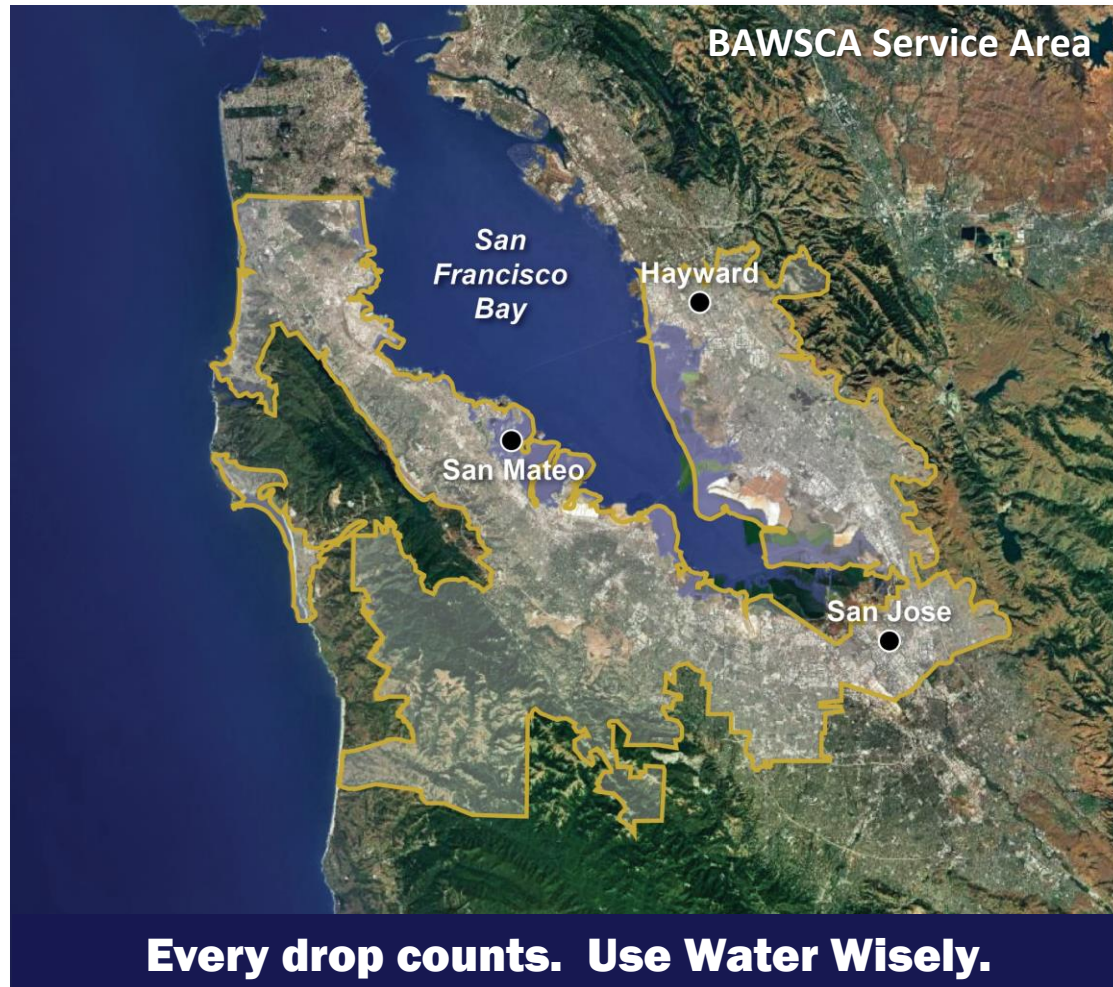 BAWSCA Service Area
San
Francisco
Bay
Hayward
San Mateo
San Jose
Every drop counts.  Use Water Wisely.